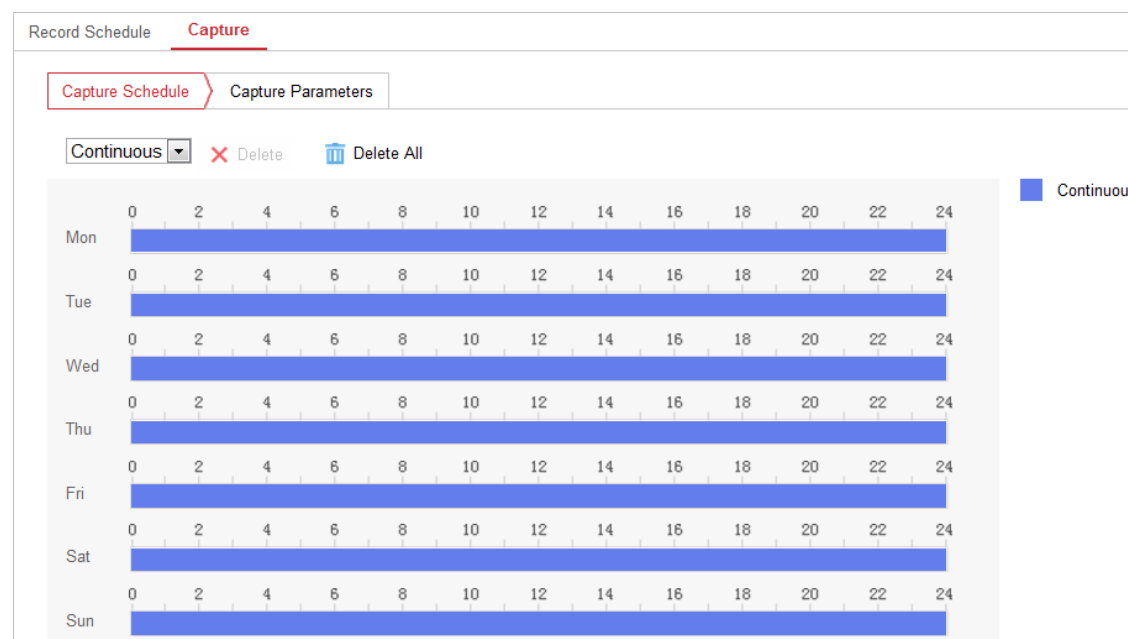 Record Schedule Capture
Capture Schedule Capture Parameters
Continuous Delete Delete All
Continuou
0 2 4 6 8 10 12 14 16 18 20 22 24
Mon
0 2 4 6 8 10 12 14 16 18 20 22 24
Tue
0 2 4 6 8 10 12 14 16 18 20 22 24
Wed
0 2 4 6 8 10 12 14 16 18 20 22 24
Thu
0 2 4 6 8 10 12 14 16 18 20 22 24
Fri
0 2 4 6 8 10 12 14 16 18 20 22 24
Sat
0 2 4 6 8 10 12 14 16 18 20 22 24
Sun